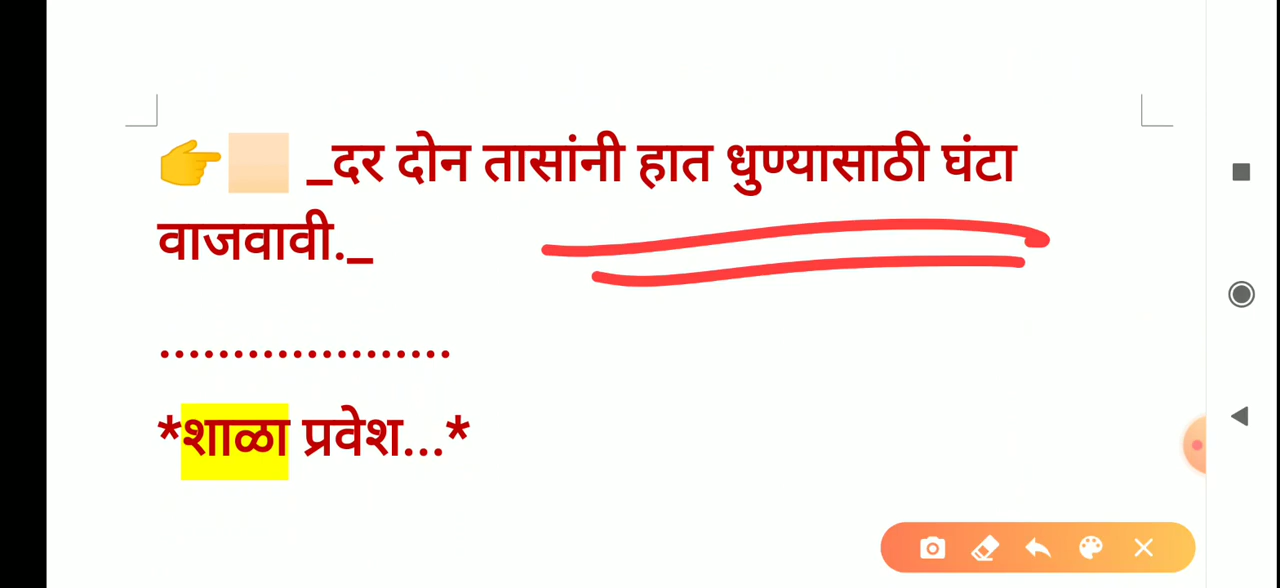 👉 _दर दोन तासांनी हात धुण्यासाठी घंटा
वाजवावी._
....................
*शाळा प्रवेश...*